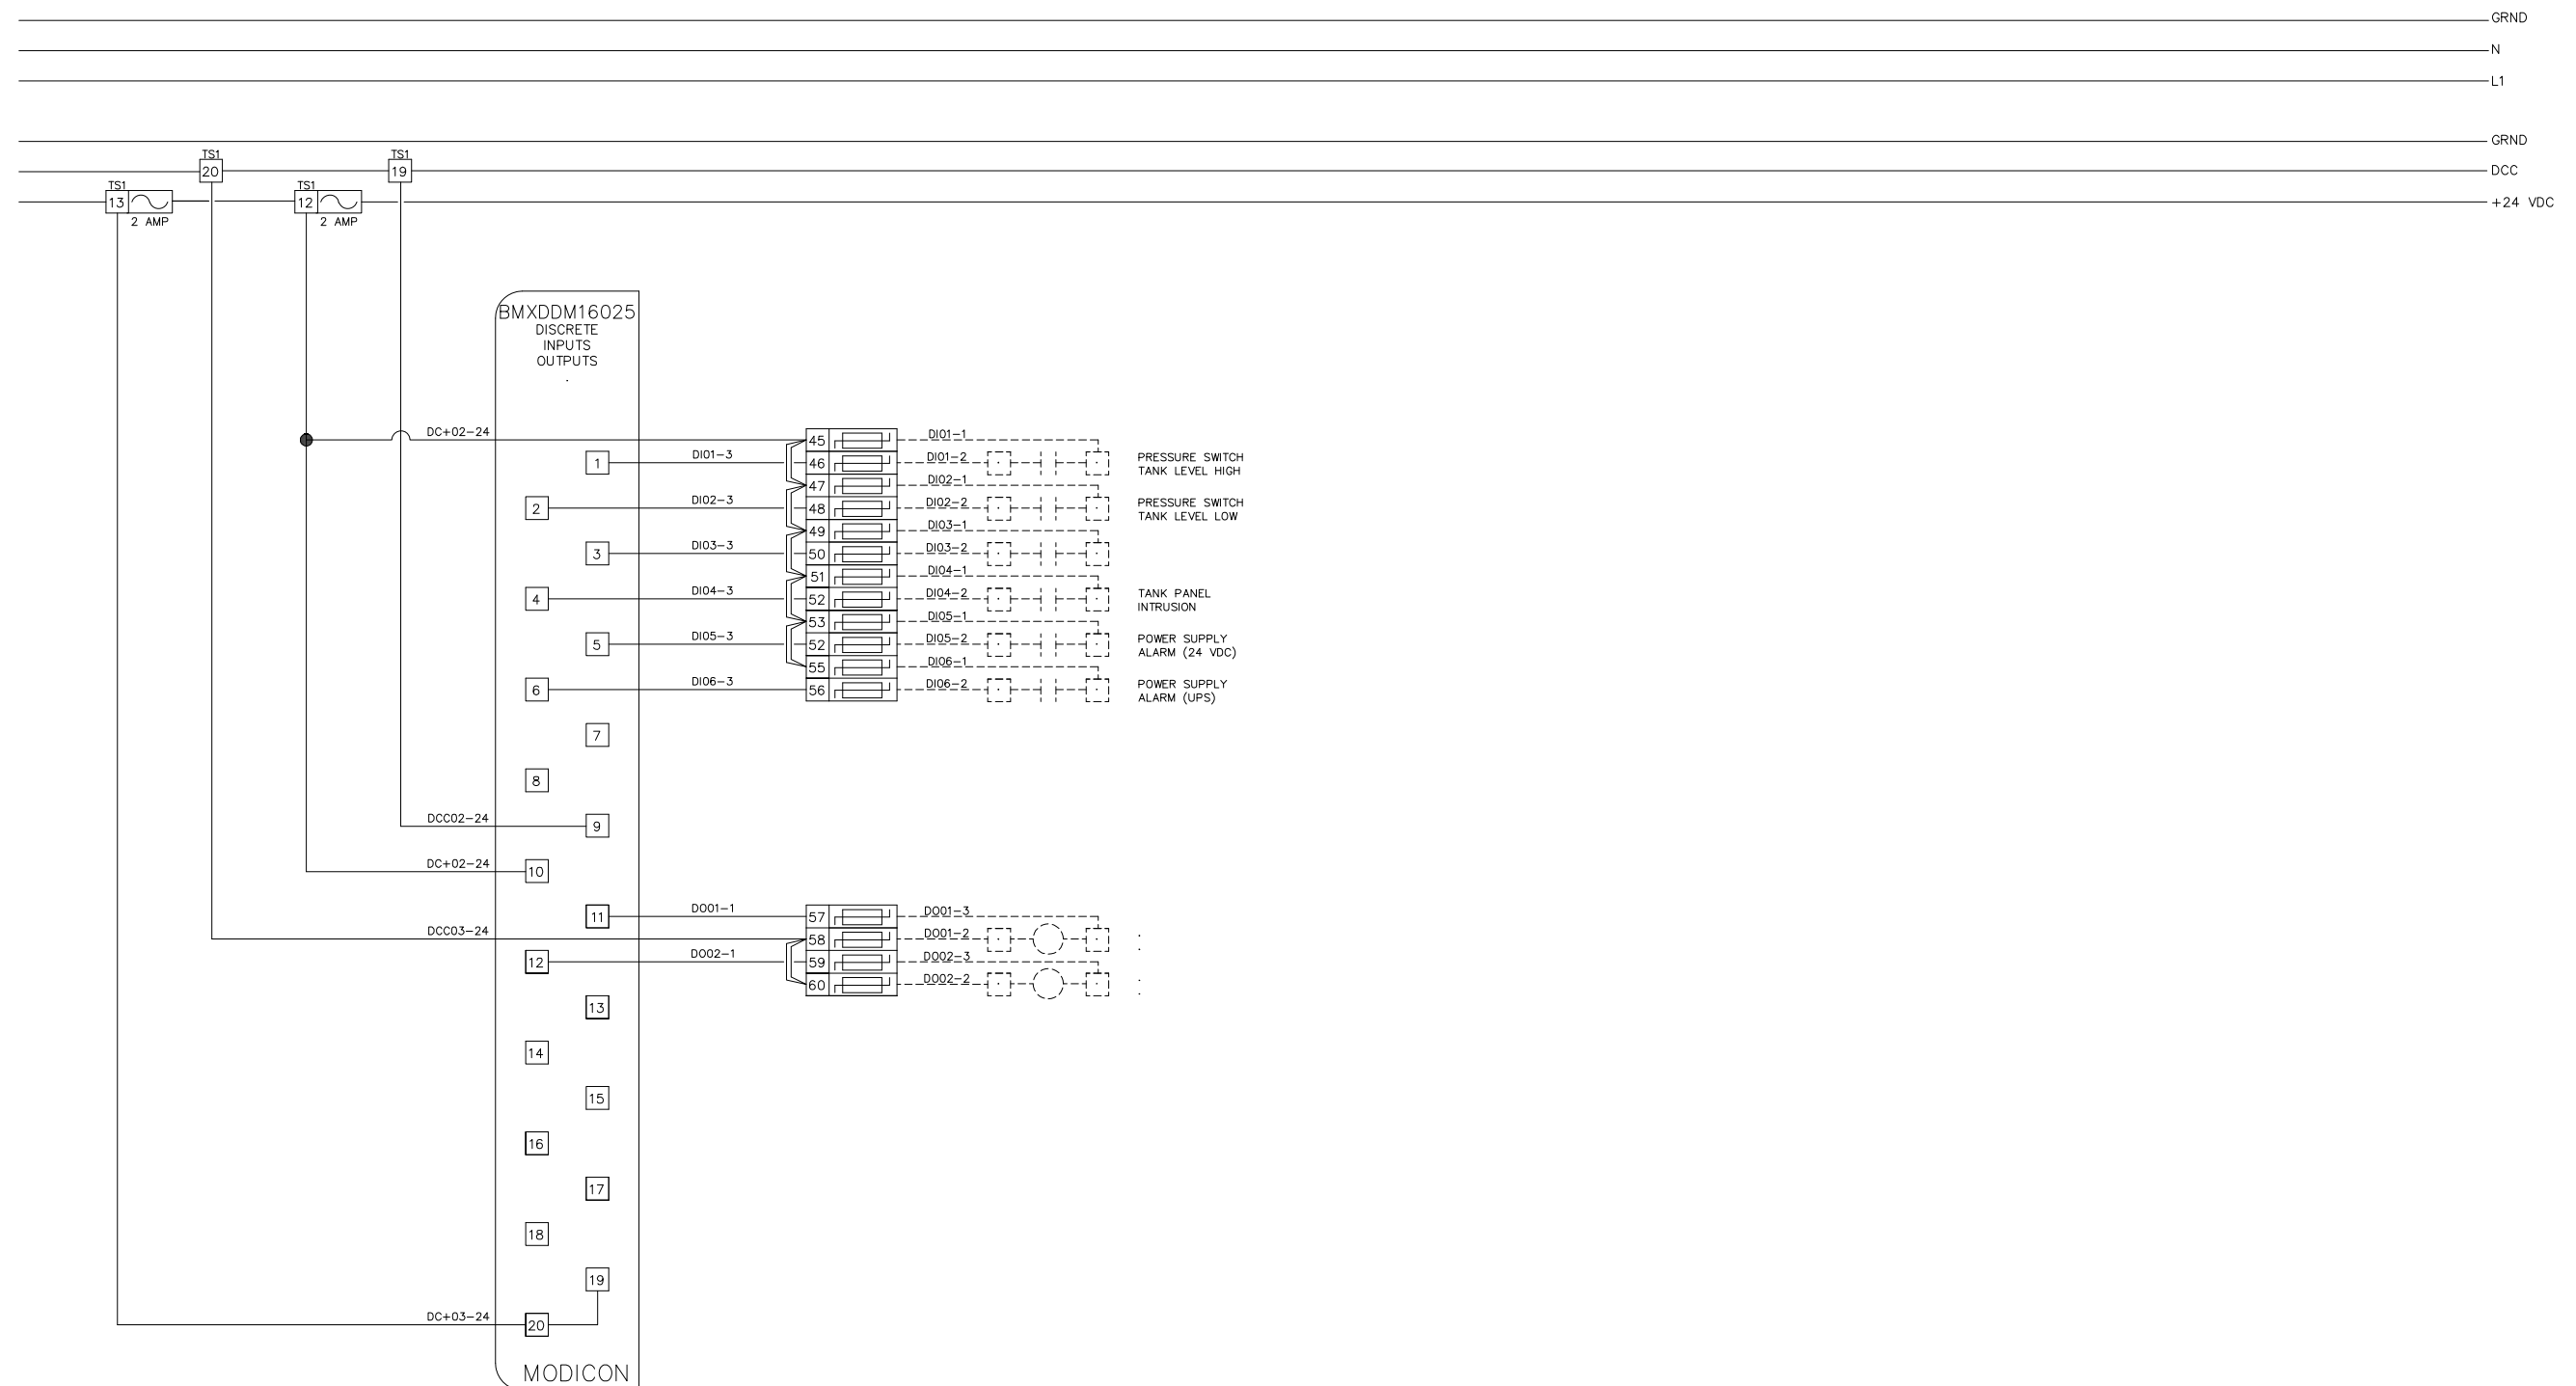 GRND
N
L1
GRND
TS1
TS1
20
19
DCC
TS1
TS1
13
12
+24 VDC
2 AMP
2 AMP
BMXDDM16025
DISCRETE
INPUTS
OUTPUTS
.
DC+02-24
45
DI01-1
1
DI01-3
46
DI01-2
PRESSURE SWITCH
TANK LEVEL HIGH
47
DI02-1
2
DI02-3
48
DI02-2
PRESSURE SWITCH
TANK LEVEL LOW
49
DI03-1
3
DI03-3
50
DI03-2
51
DI04-1
4
DI04-3
52
DI04-2
TANK PANEL
INTRUSION
53
DI05-1
5
DI05-3
52
DI05-2
POWER SUPPLY
ALARM (24 VDC)
55
DI06-1
6
DI06-3
56
DI06-2
POWER SUPPLY
ALARM (UPS)
7
8
DCC02-24
9
DC+02-24
10
11
DO01-1
57
DO01-3
DCC03-24
58
DO01-2
12
DO02-1
59
DO02-3
60
DO02-2
13
14
15
16
17
18
19
DC+03-24
20
MODICON